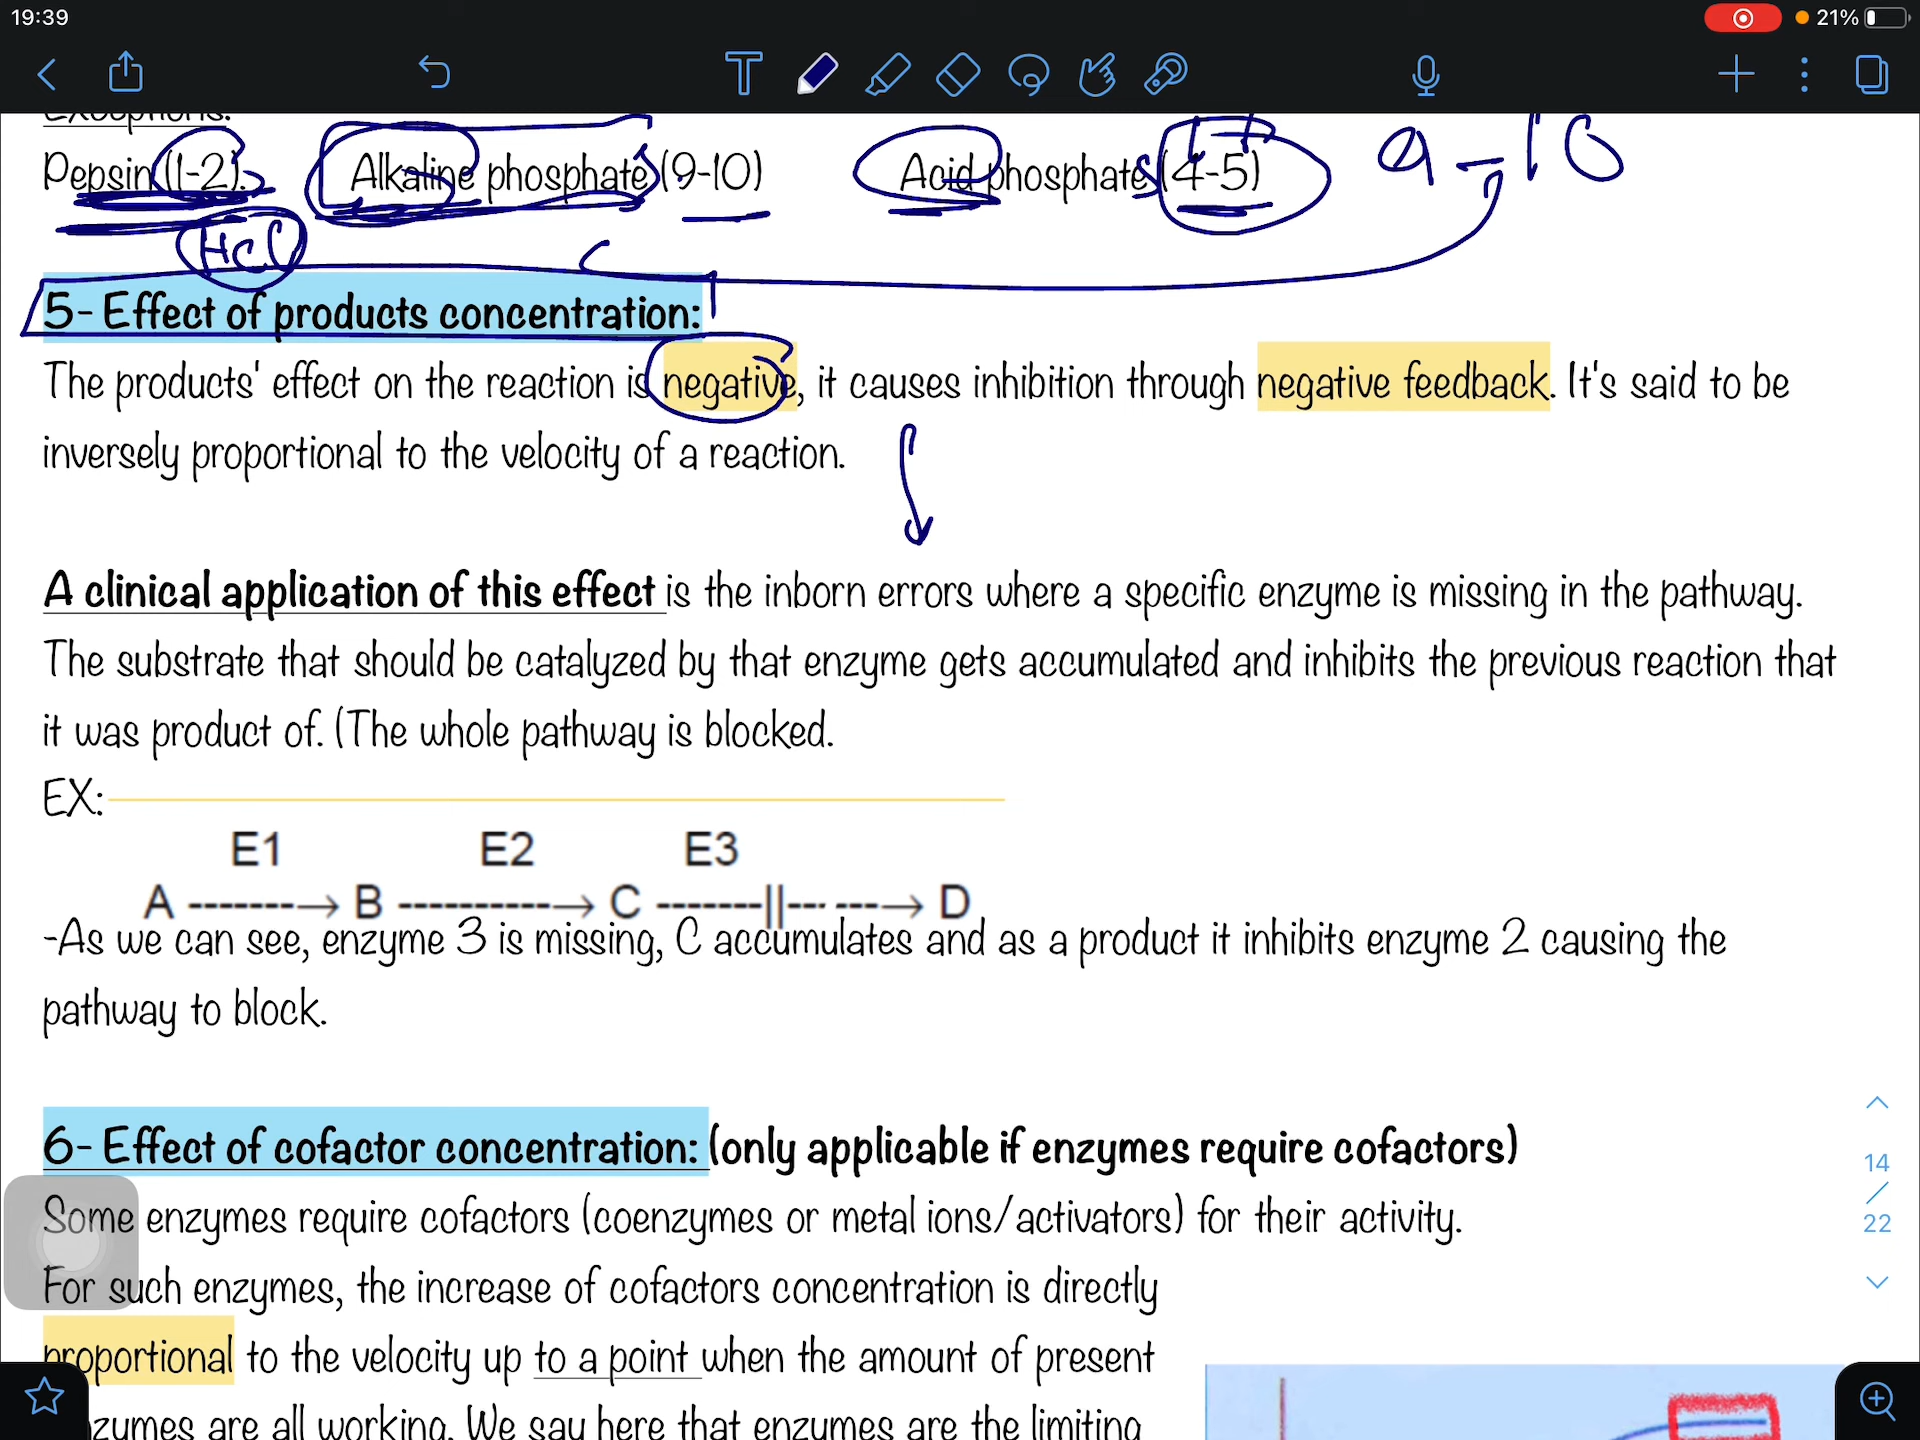 19:39
21%
T
Exceptions:
Pepsin (1-2). Alkaline phosphates (9-10) Acid phosphates (4-5) 9-10
HCl
5- Effect of products concentration:
The products' effect on the reaction is negative, it causes inhibition through negative feedback. It's said to be
inversely proportional to the velocity of a reaction.
A clinical application of this effect is the inborn errors where a specific enzyme is missing in the pathway.
The substrate that should be catalyzed by that enzyme gets accumulated and inhibits the previous reaction that
it was product of. (The whole pathway is blocked.
EX:
E1 E2 E3
A -------→ B ----------→ C -------||--- ---→ D
-As we can see, enzyme 3 is missing, C accumulates and as a product it inhibits enzyme 2 causing the
pathway to block.
6- Effect of cofactor concentration: (only applicable if enzymes require cofactors)
Some enzymes require cofactors (coenzymes or metal ions/activators) for their activity.
For such enzymes, the increase of cofactors concentration is directly
proportional to the velocity up to a point when the amount of present
zymes are all working. We say here that enzymes are the limiting
14
/
22